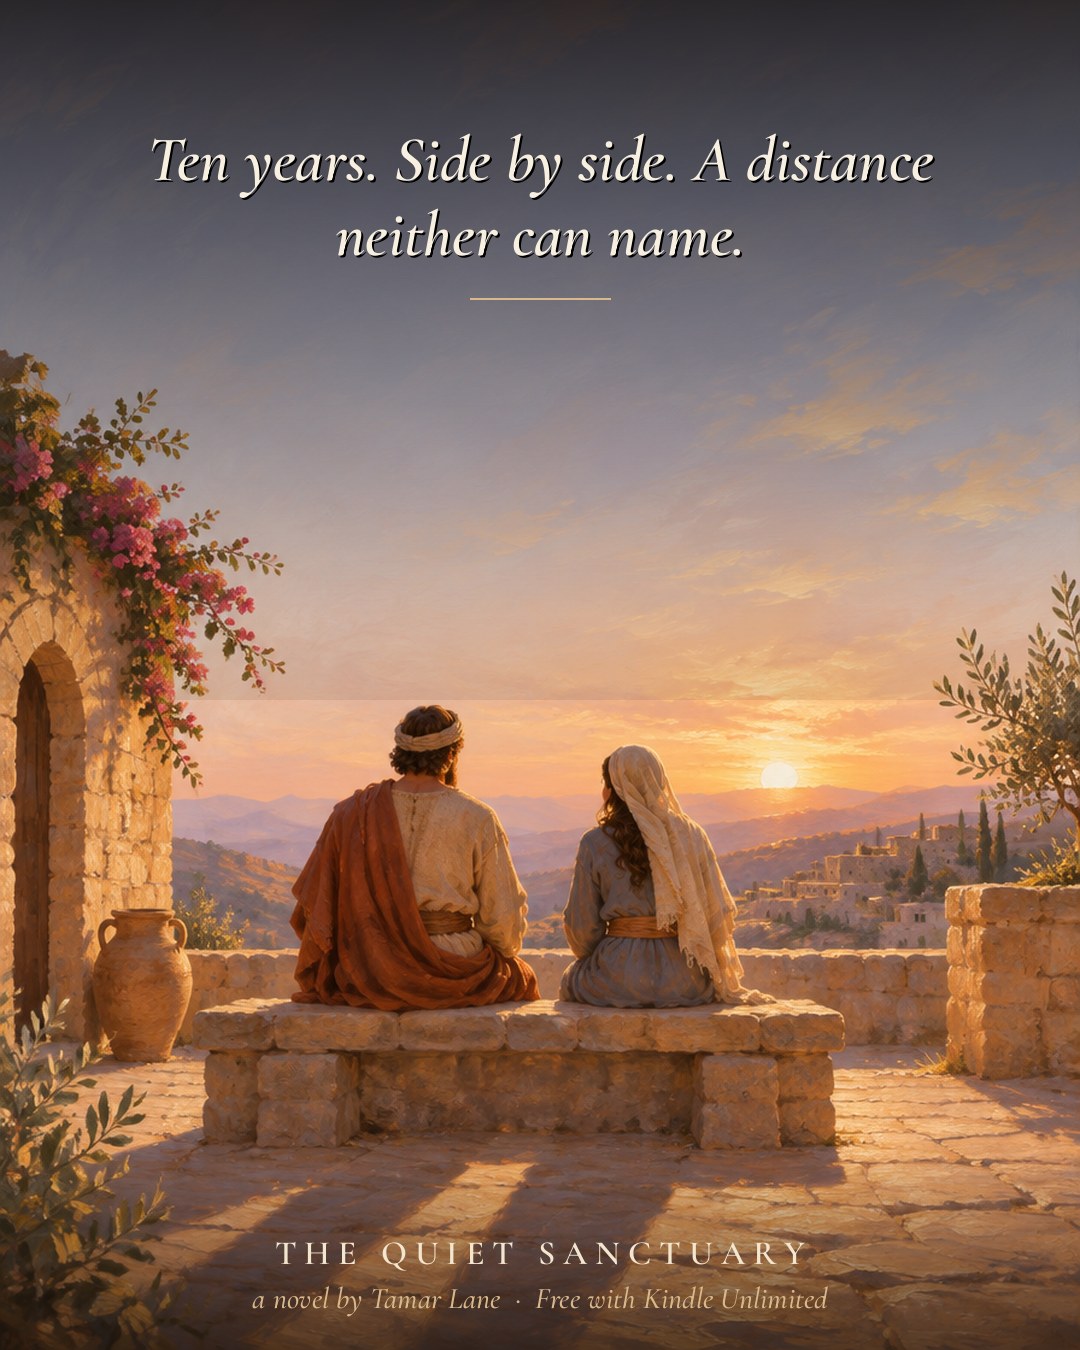 Ten years. Side by side. A distance
neither can name.
THE QUIET SANCTUARY
a novel by Tamar Lane · Free with Kindle Unlimited